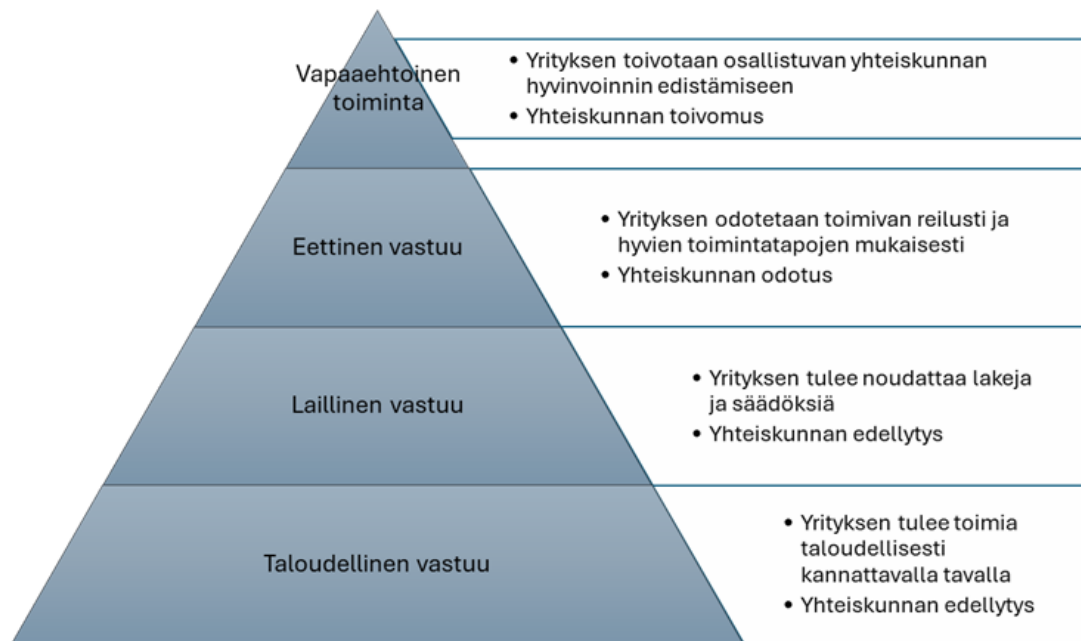 Vapaaehtoinen
toiminta
• Yrityksen toivotaan osallistuvan yhteiskunnan
hyvinvoinnin edistämiseen
• Yhteiskunnan toivomus
Eettinen vastuu
• Yrityksen odotetaan toimivan reilusti ja
hyvien toimintatapojen mukaisesti
• Yhteiskunnan odotus
Laillinen vastuu
• Yrityksen tulee noudattaa lakeja
ja säädöksiä
• Yhteiskunnan edellytys
Taloudellinen vastuu
• Yrityksen tulee toimia
taloudellisesti
kannattavalla tavalla
• Yhteiskunnan edellytys